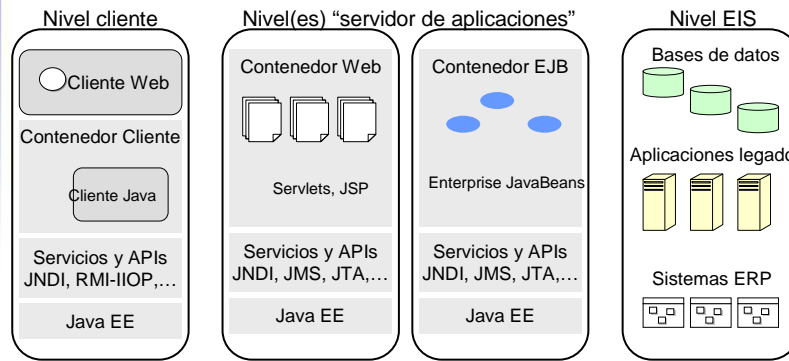 Nivel cliente
Cliente Web
Contenedor Cliente
Cliente Java
Servicios y APIs
JNDI, RMI-IIOP,…
Java EE
Nivel(es) “servidor de aplicaciones”
Contenedor Web
Servlets, JSP
Servicios y APIs
JNDI, JMS, JTA,…
Java EE
Contenedor EJB
Enterprise JavaBeans
Servicios y APIs
JNDI, JMS, JTA,…
Java EE
Nivel EIS
Bases de datos
Aplicaciones legado
Sistemas ERP